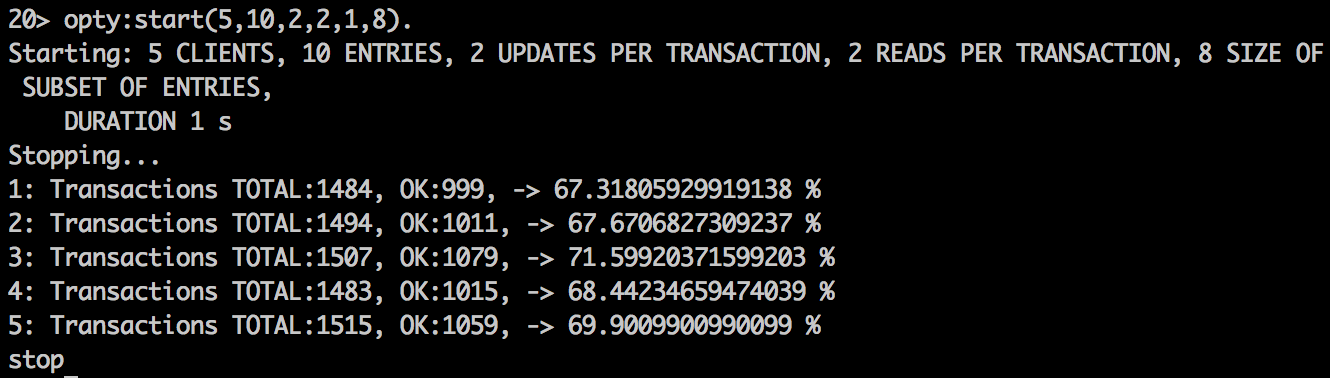 20> opty:start(5,10,2,2,1,8).
Starting: 5 CLIENTS, 10 ENTRIES, 2 UPDATES PER TRANSACTION, 2 READS PER TRANSACTION, 8 SIZE OF
 SUBSET OF ENTRIES,
    DURATION 1 s
Stopping...
1: Transactions TOTAL:1484, OK:999, -> 67.31805929919138 %
2: Transactions TOTAL:1494, OK:1011, -> 67.6706827309237 %
3: Transactions TOTAL:1507, OK:1079, -> 71.59920371599203 %
4: Transactions TOTAL:1483, OK:1015, -> 68.44234659474039 %
5: Transactions TOTAL:1515, OK:1059, -> 69.9009900990099 %
stop